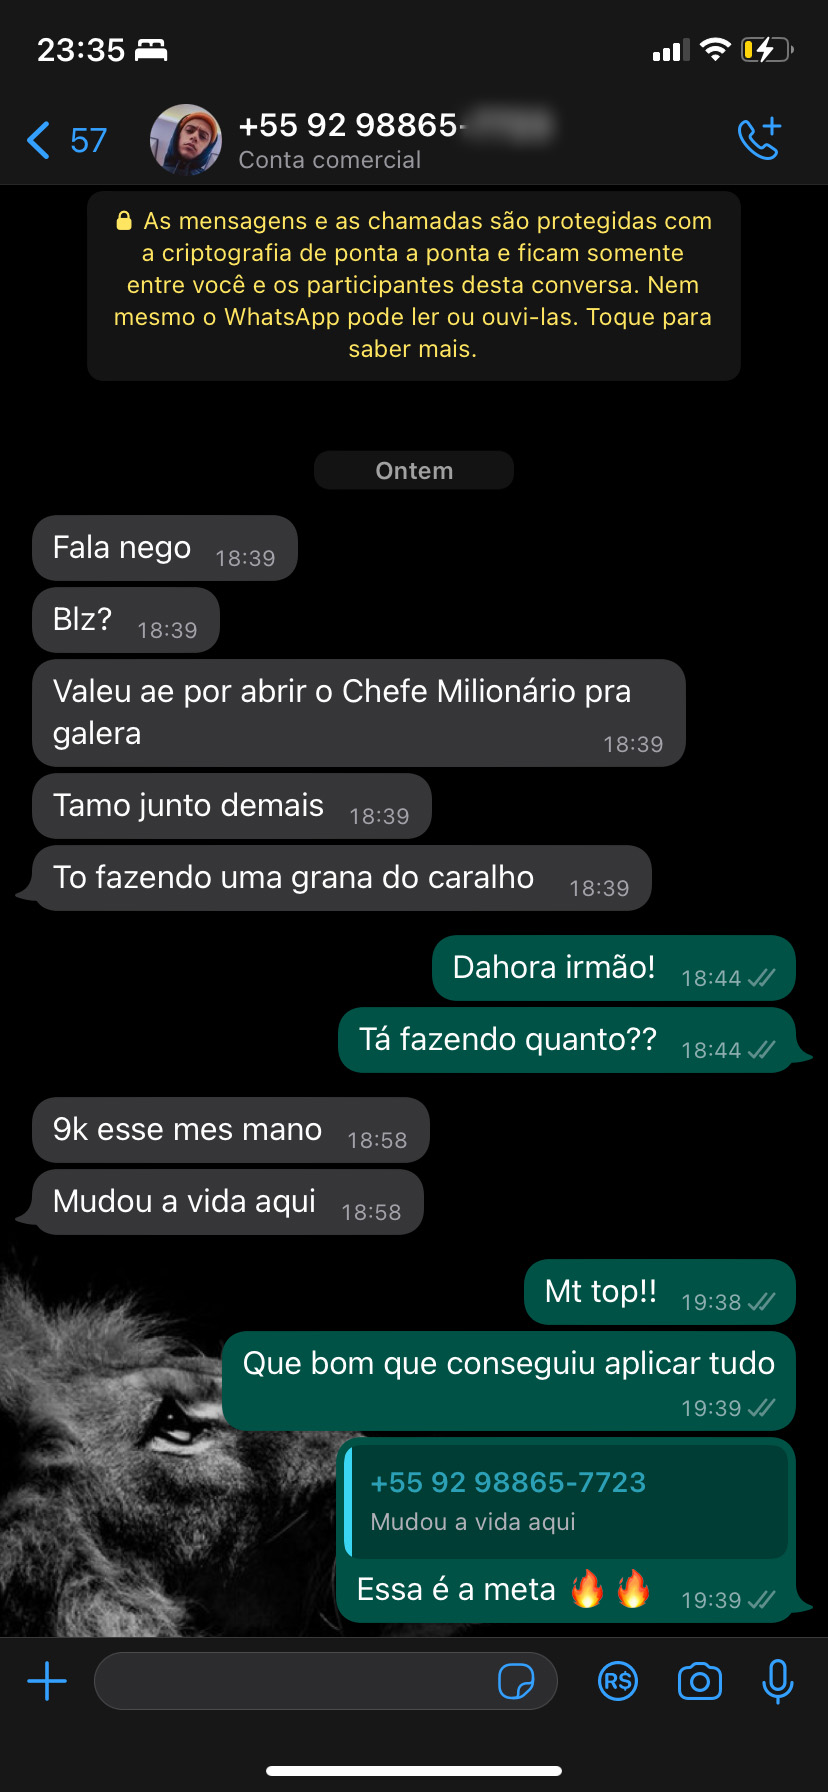 23:35
57
+55 92 98865-
Conta comercial
As mensagens e as chamadas são protegidas com
a criptografia de ponta a ponta e ficam somente
entre você e os participantes desta conversa. Nem
mesmo o WhatsApp pode ler ou ouvi-las. Toque para
saber mais.
Ontem
Fala nego 18:39
Blz? 18:39
Valeu ae por abrir o Chefe Milionário pra
galera 18:39
Tamo junto demais 18:39
To fazendo uma grana do caralho 18:39
Dahora irmão! 18:44
Tá fazendo quanto?? 18:44
9k esse mes mano 18:58
Mudou a vida aqui 18:58
Mt top!! 19:38
Que bom que conseguiu aplicar tudo
19:39
+55 92 98865-7723
Mudou a vida aqui
Essa é a meta 🔥🔥 19:39
R$